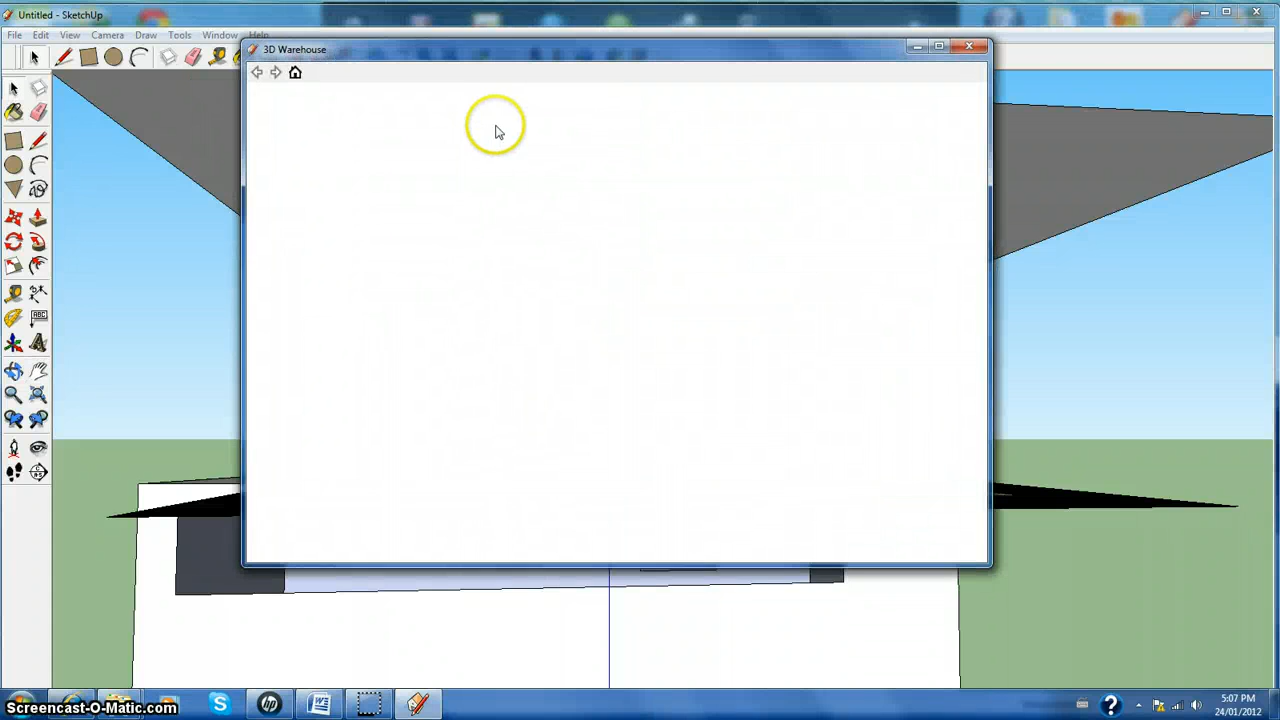 Untitled - SketchUp
File Edit View Camera Draw Tools Window Help
3D Warehouse
ABC
5:07 PM
24/01/2012
Screencast-O-Matic.com